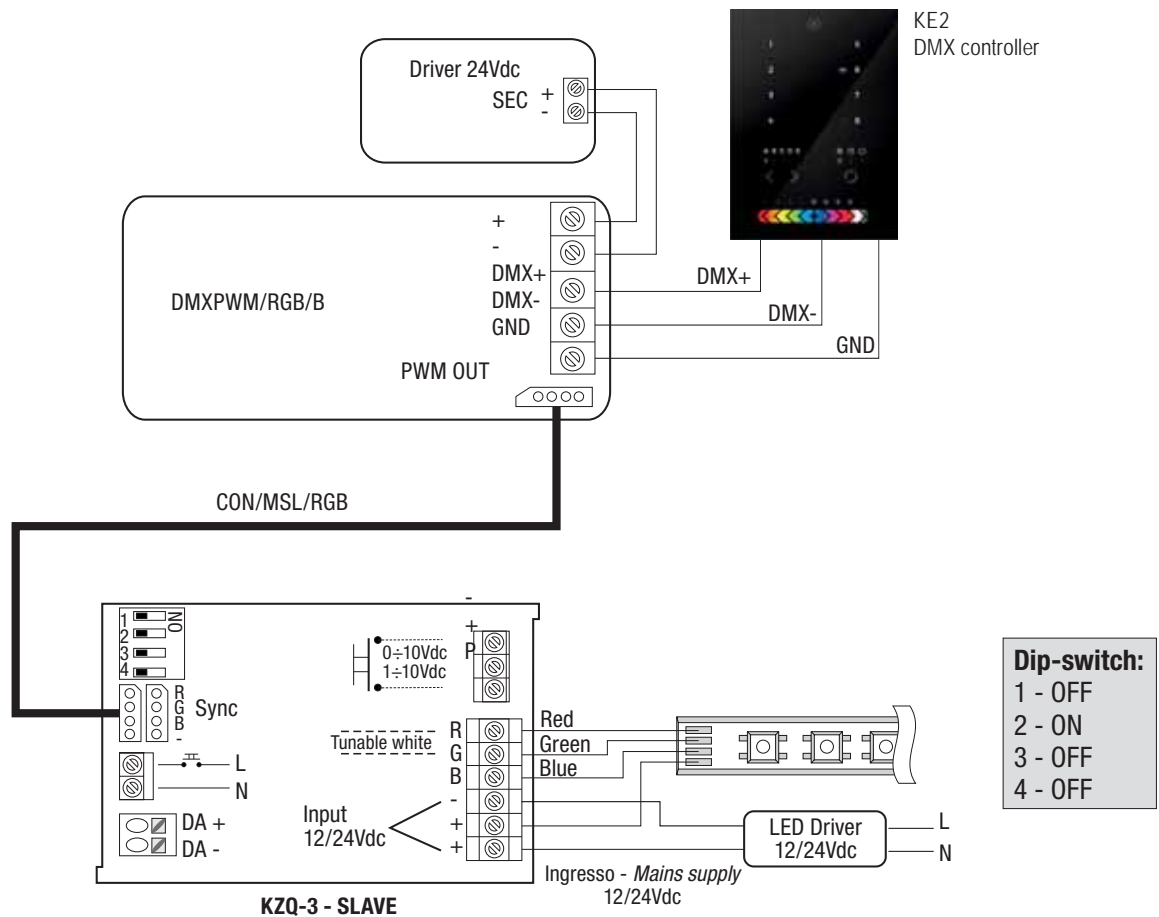 KE2
DMX controller
Driver 24Vdc
SEC
+
-
+
-
DMX+
DMX-
GND
DMXPWM/RGB/B
PWM OUT
DMX+
DMX-
GND
CON/MSL/RGB
1
2
3
4
ON
R
G
B
-
Sync
L
N
DA +
DA -
0÷10Vdc
1÷10Vdc
-
+
P
Tunable white
R
G
B
-
+
+
Input
12/24Vdc
Red
Green
Blue
LED Driver
12/24Vdc
L
N
Ingresso - Mains supply
12/24Vdc
KZQ-3 - SLAVE
Dip-switch:
1 - OFF
2 - ON
3 - OFF
4 - OFF